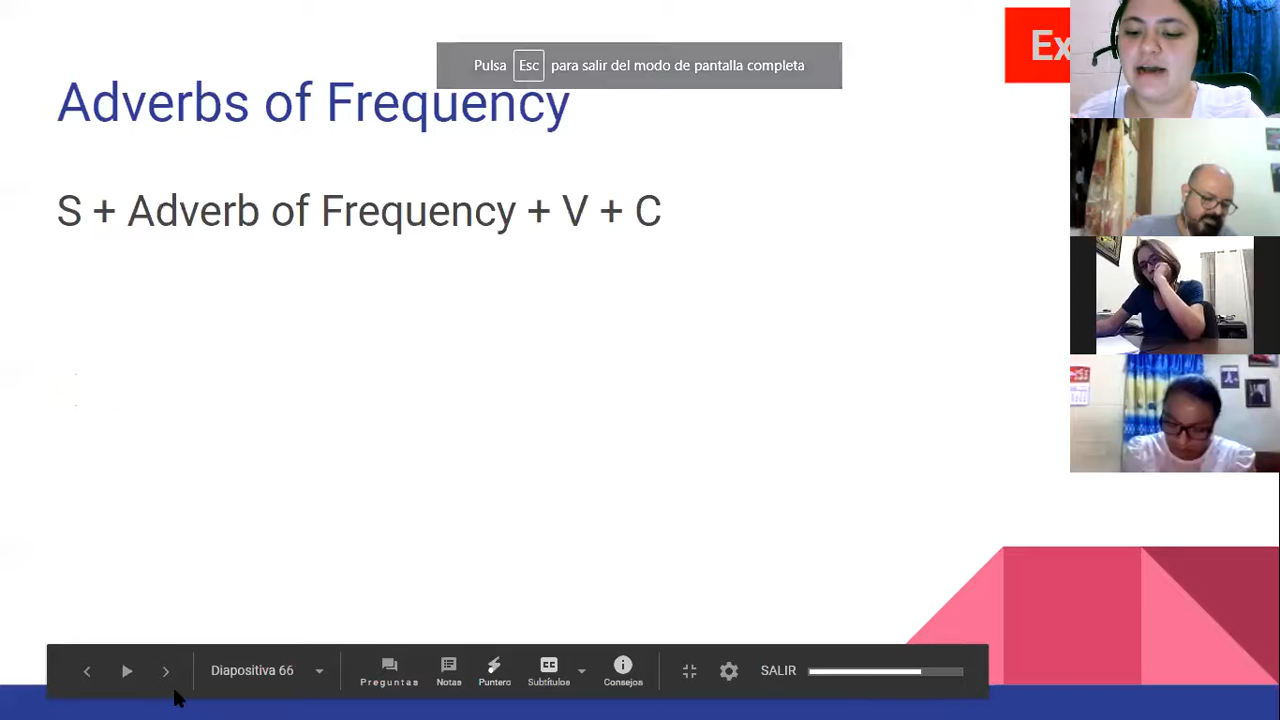 Ex
Pulsa Esc para salir del modo de pantalla completa
Adverbs of Frequency
S + Adverb of Frequency + V + C
Diapositiva 66
Preguntas
Notas
Puntero
Subtítulos
Consejos
SALIR